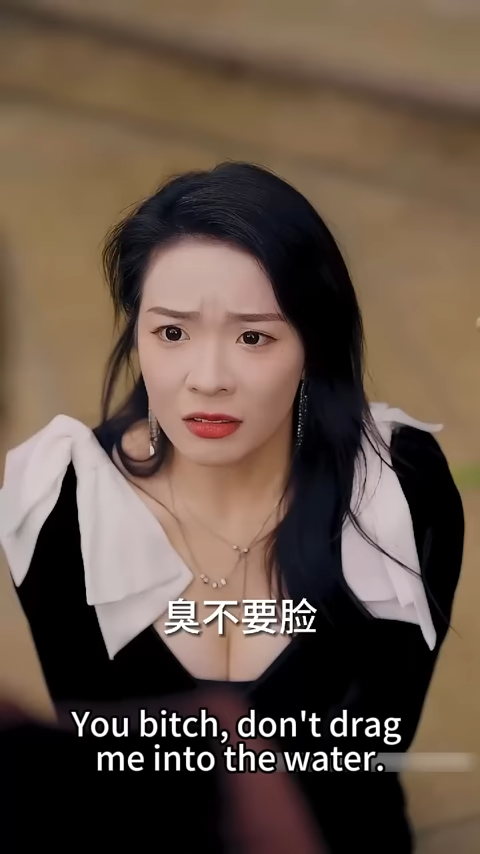 臭不要脸
You bitch, don't drag
me into the water.